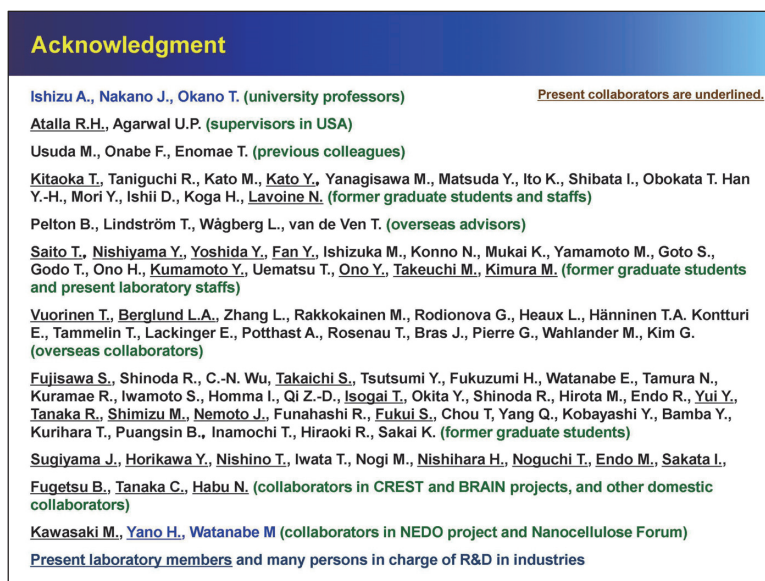 Acknowledgment
Ishizu A., Nakano J., Okano T. (university professors)
Present collaborators are underlined.
Atalla R.H., Agarwal U.P. (supervisors in USA)
Usuda M., Onabe F., Enomae T. (previous colleagues)
Kitaoka T., Taniguchi R., Kato M., Kato Y., Yanagisawa M., Matsuda Y., Ito K., Shibata I., Obokata T. Han
Y.-H., Mori Y., Ishii D., Koga H., Lavoine N. (former graduate students and staffs)
Pelton B., Lindström T., Wågberg L., van de Ven T. (overseas advisors)
Saito T., Nishiyama Y., Yoshida Y., Fan Y., Ishizuka M., Konno N., Mukai K., Yamamoto M., Goto S.,
Godo T., Ono H., Kumamoto Y., Uematsu T., Ono Y., Takeuchi M., Kimura M. (former graduate students
and present laboratory staffs)
Vuorinen T., Berglund L.A., Zhang L., Rakkokainen M., Rodionova G., Heaux L., Hänninen T.A. Kontturi
E., Tammelin T., Lackinger E., Potthast A., Rosenau T., Bras J., Pierre G., Wahlander M., Kim G.
(overseas collaborators)
Fujisawa S., Shinoda R., C.-N. Wu, Takaichi S., Tsutsumi Y., Fukuzumi H., Watanabe E., Tamura N.,
Kuramae R., Iwamoto S., Homma I., Qi Z.-D., Isogai T., Okita Y., Shinoda R., Hirota M., Endo R., Yui Y.,
Tanaka R., Shimizu M., Nemoto J., Funahashi R., Fukui S., Chou T, Yang Q., Kobayashi Y., Bamba Y.,
Kurihara T., Puangsin B., Inamochi T., Hiraoki R., Sakai K. (former graduate students)
Sugiyama J., Horikawa Y., Nishino T., Iwata T., Nogi M., Nishihara H., Noguchi T., Endo M., Sakata I.,
Fugetsu B., Tanaka C., Habu N. (collaborators in CREST and BRAIN projects, and other domestic
collaborators)
Kawasaki M., Yano H., Watanabe M (collaborators in NEDO project and Nanocellulose Forum)
Present laboratory members and many persons in charge of R&D in industries